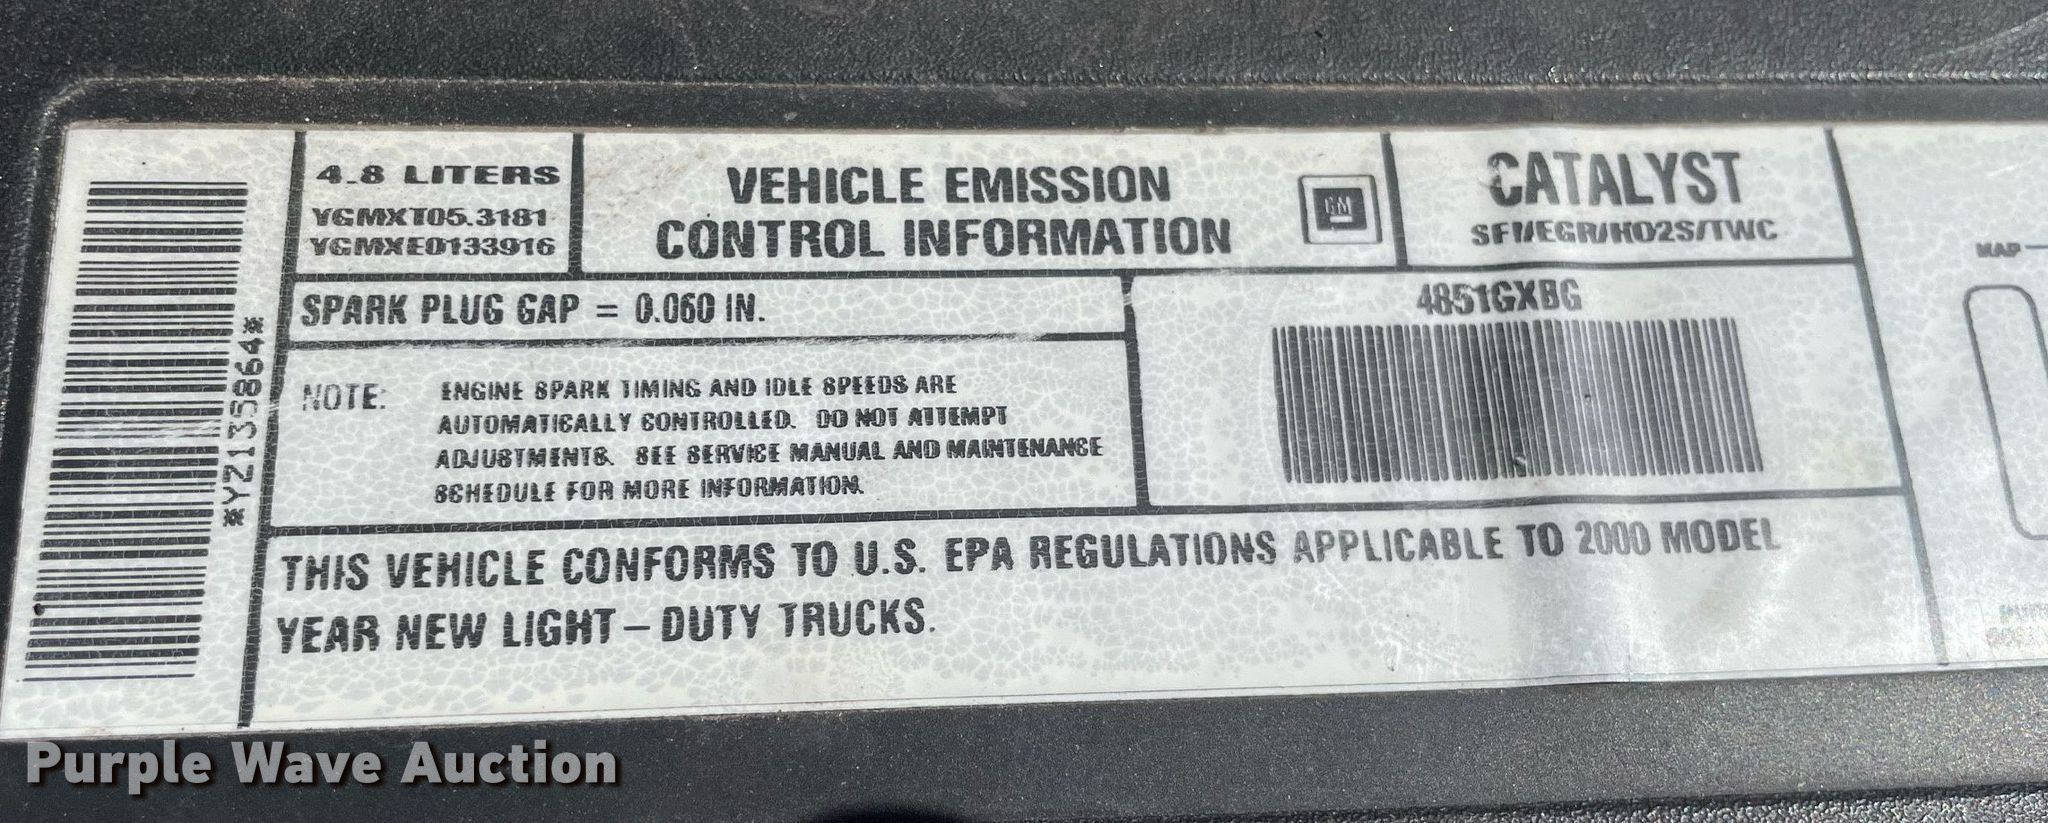 *YZ135864*
4.8 LITERS
YGMXT05.3181
YGMXE0133916
VEHICLE EMISSION
CONTROL INFORMATION
GM
CATALYST
SFI/EGR/HO2S/TWC
SPARK PLUG GAP = 0.060 IN.
4851GXBG
NOTE: ENGINE SPARK TIMING AND IDLE SPEEDS ARE
AUTOMATICALLY CONTROLLED. DO NOT ATTEMPT
ADJUSTMENTS. SEE SERVICE MANUAL AND MAINTENANCE
SCHEDULE FOR MORE INFORMATION.
THIS VEHICLE CONFORMS TO U.S. EPA REGULATIONS APPLICABLE TO 2000 MODEL
YEAR NEW LIGHT - DUTY TRUCKS.
MAP
Purple Wave Auction